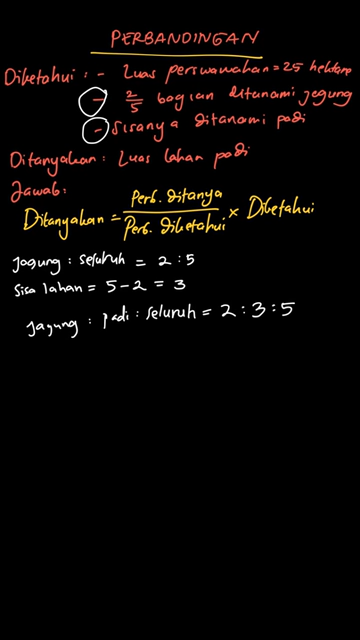 PERBANDINGAN
Diketahui : - Luas perswawahan = 25 hektare
- 2/5 bagian ditanami jagung
- Sisanya ditanami padi
Ditanyakan : Luas lahan padi
Jawab :
Ditanyakan = Perb. ditanya / Perb. diketahui × Diketahui
Jagung : seluruh = 2 : 5
Sisa lahan = 5 - 2 = 3
Jagung : padi : seluruh = 2 : 3 : 5